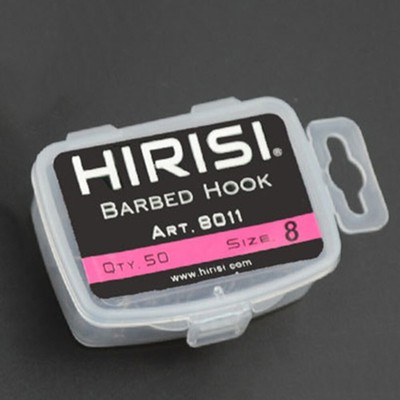 HIRISI®
BARBED HOOK
ART. 8011
QTY. 50 SIZE. 8
www.hirisi.com